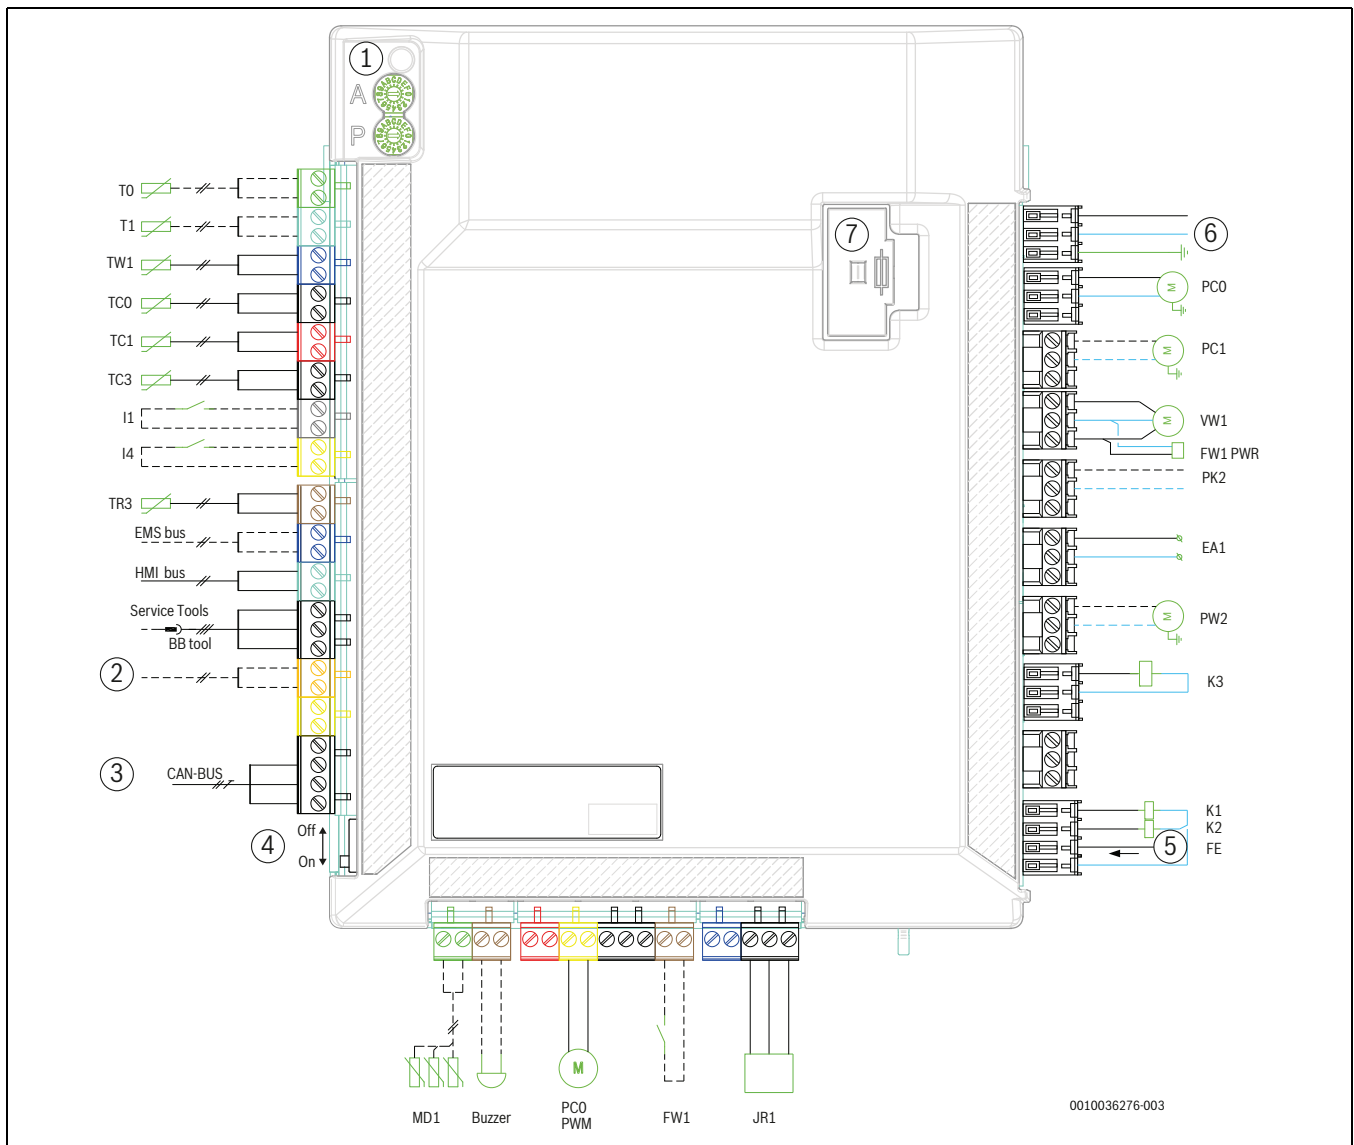 1
A
P
T0
T1
TW1
TC0
TC1
TC3
I1
I4
TR3
EMS bus
HMI bus
Service Tools
BB tool
2
3
CAN-BUS
4
Off
On
7
6
PC0
M
PC1
M
VW1
M
FW1 PWR
PK2
EA1
PW2
M
K3
K1
K2
FE
5
M
MD1
Buzzer
PC0
PWM
FW1
JR1
0010036276-003